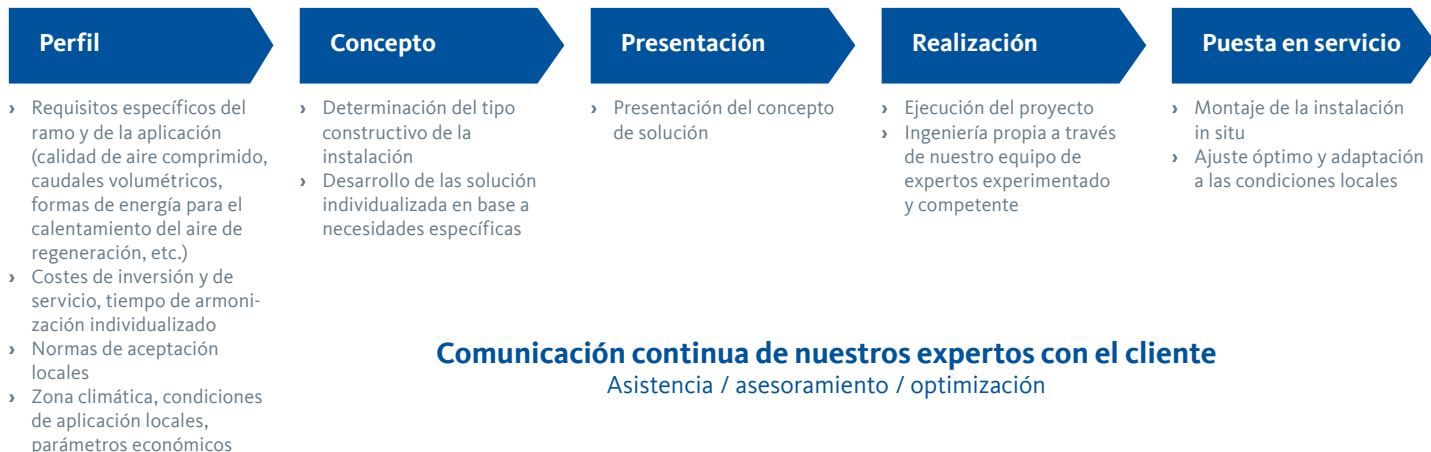 Perfil
› Requisitos específicos del
ramo y de la aplicación
(calidad de aire comprimido,
caudales volumétricos,
formas de energía para el
calentamiento del aire de
regeneración, etc.)
› Costes de inversión y de
servicio, tiempo de armoni-
zación individualizado
› Normas de aceptación
locales
› Zona climática, condiciones
de aplicación locales,
parámetros económicos
Concepto
› Determinación del tipo
constructivo de la
instalación
› Desarrollo de las solución
individualizada en base a
necesidades específicas
Presentación
› Presentación del concepto
de solución
Realización
› Ejecución del proyecto
› Ingeniería propia a través
de nuestro equipo de
expertos experimentado
y competente
Puesta en servicio
› Montaje de la instalación
in situ
› Ajuste óptimo y adaptación
a las condiciones locales
Comunicación continua de nuestros expertos con el cliente
Asistencia / asesoramiento / optimización